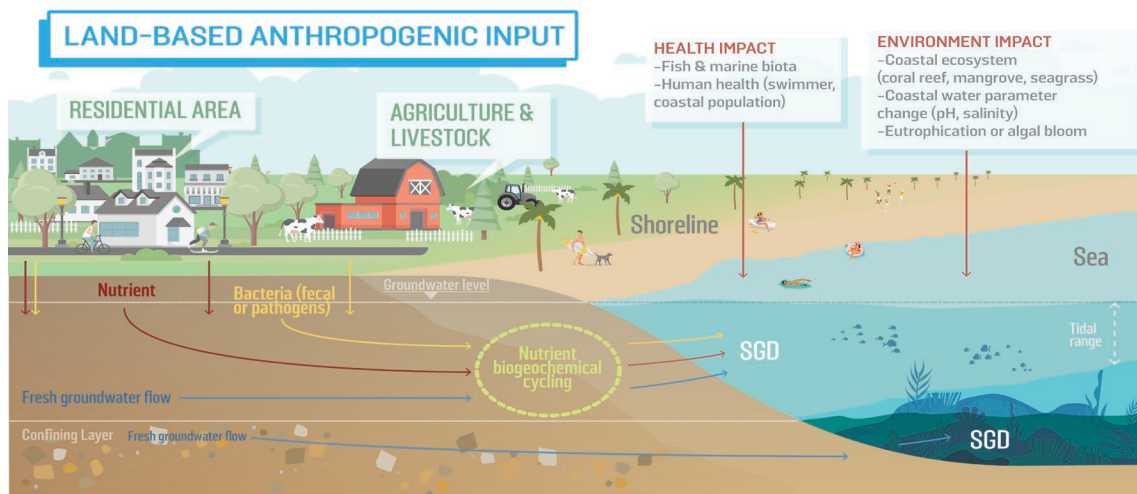 LAND-BASED ANTHROPOGENIC INPUT
HEALTH IMPACT
-Fish & marine biota
-Human health (swimmer,
coastal population)
ENVIRONMENT IMPACT
-Coastal ecosystem
(coral reef, mangrove, seagrass)
-Coastal water parameter
change (pH, salinity)
-Eutrophication or algal bloom
RESIDENTIAL AREA
AGRICULTURE &
LIVESTOCK
Shoreline
Sea
Nutrient
Bacteria (fecal
or pathogens)
Groundwater level
Tidal
range
SGD
Nutrient
biogeochemical
cycling
Fresh groundwater flow
Confining Layer
Fresh groundwater flow
SGD